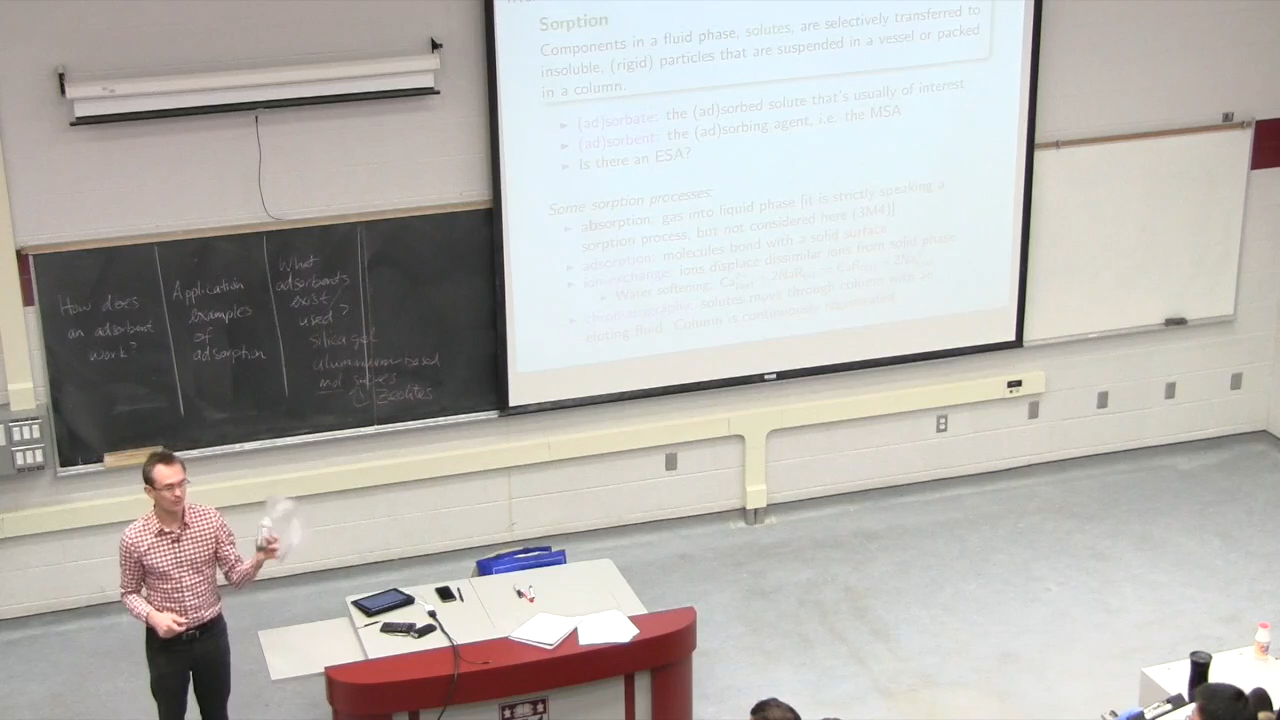 Sorption
Components in a fluid phase, solutes, are selectively transferred to
insoluble, (rigid) particles that are suspended in a vessel or packed
in a column.
(ad)sorbate: the (ad)sorbed solute that's usually of interest
(ad)sorbent: the (ad)sorbing agent, i.e. the MSA
Is there an ESA?
Some sorption processes:
absorption: gas into liquid phase [it is strictly speaking a
sorption process, but not considered here (3M4)]
adsorption: molecules bond with a solid surface
ion-exchange: ions displace dissimilar ions from solid phase
Water softening:
chromatography: solutes move through column with an
eluting fluid. Column is continuously regenerated.
How does
an adsorbent
work?
Application
examples
of
adsorption
What
adsorbents
exist/
used?
silica gel
aluminium-based
mol sieves
Zeolites